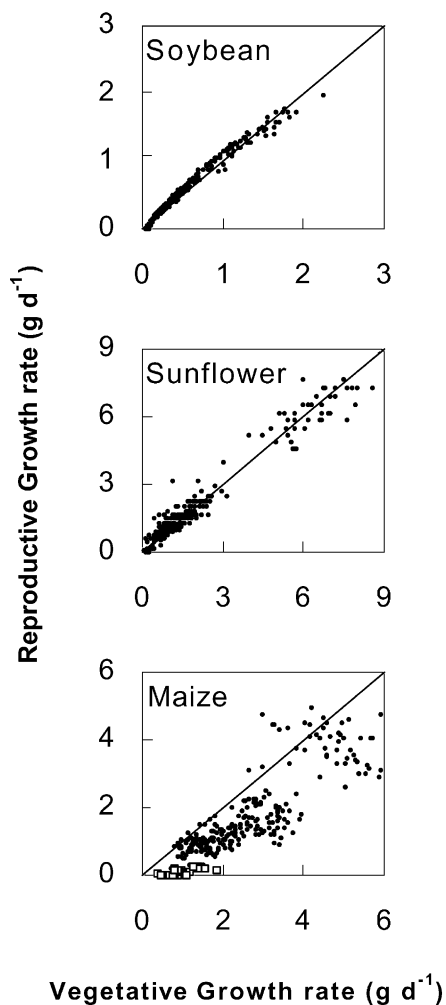 Reproductive Growth rate (g d-1)
3
2
1
0
Soybean
0 1 2 3
9
6
3
0
Sunflower
0 3 6 9
6
4
2
0
Maize
0 2 4 6
Vegetative Growth rate (g d-1)